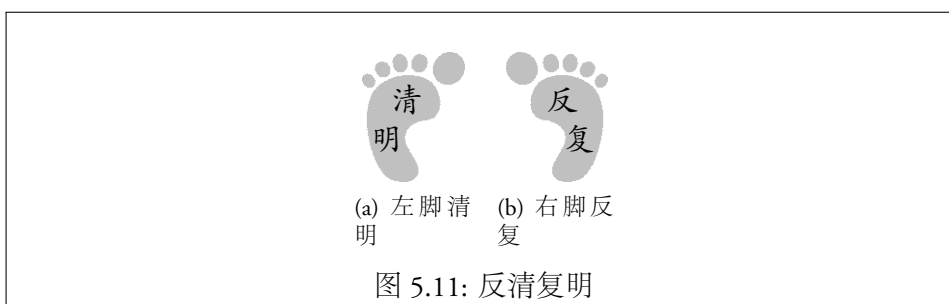 清
明
反
复
(a) 左脚清
明
(b) 右脚反
复
图 5.11: 反清复明